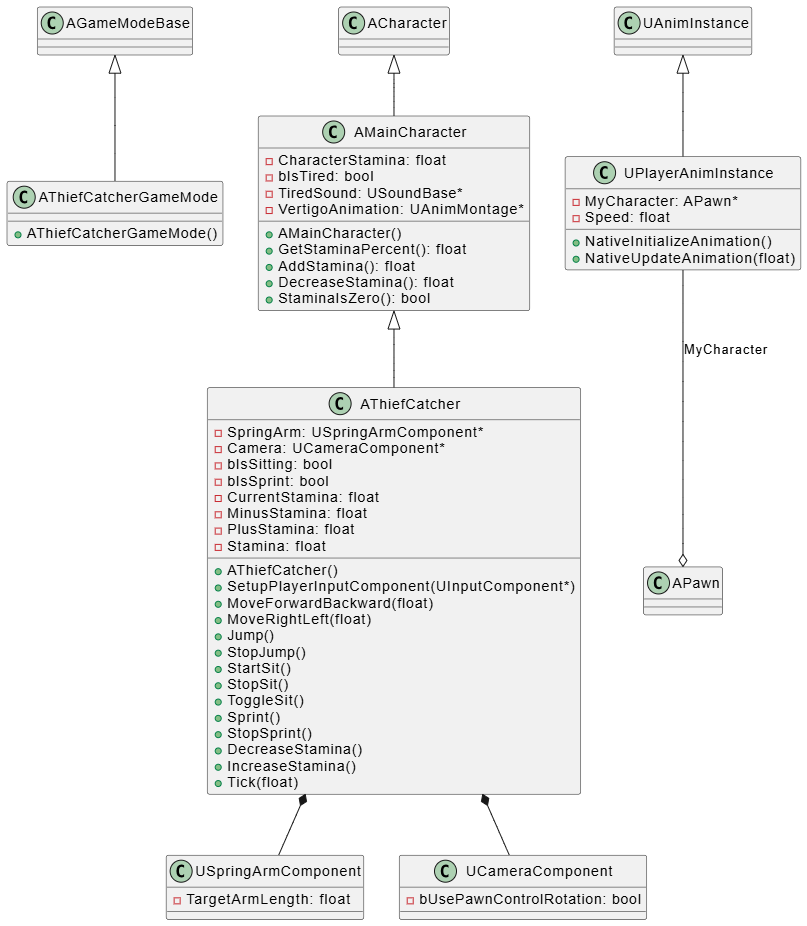 C AGameModeBase
C ACharacter
C UAnimInstance
C AMainCharacter
CharacterStamina: float
bIsTired: bool
TiredSound: USoundBase*
VertigoAnimation: UAnimMontage*
AMainCharacter()
GetStaminaPercent(): float
AddStamina(): float
DecreaseStamina(): float
StaminaIsZero(): bool
C UPlayerAnimInstance
MyCharacter: APawn*
Speed: float
NativeInitializeAnimation()
NativeUpdateAnimation(float)
C AThiefCatcherGameMode
AThiefCatcherGameMode()
MyCharacter
C AThiefCatcher
SpringArm: USpringArmComponent*
Camera: UCameraComponent*
bIsSitting: bool
bIsSprint: bool
CurrentStamina: float
MinusStamina: float
PlusStamina: float
Stamina: float
AThiefCatcher()
SetupPlayerInputComponent(UInputComponent*)
MoveForwardBackward(float)
MoveRightLeft(float)
Jump()
StopJump()
StartSit()
StopSit()
ToggleSit()
Sprint()
StopSprint()
DecreaseStamina()
IncreaseStamina()
Tick(float)
C APawn
C USpringArmComponent
TargetArmLength: float
C UCameraComponent
bUsePawnControlRotation: bool